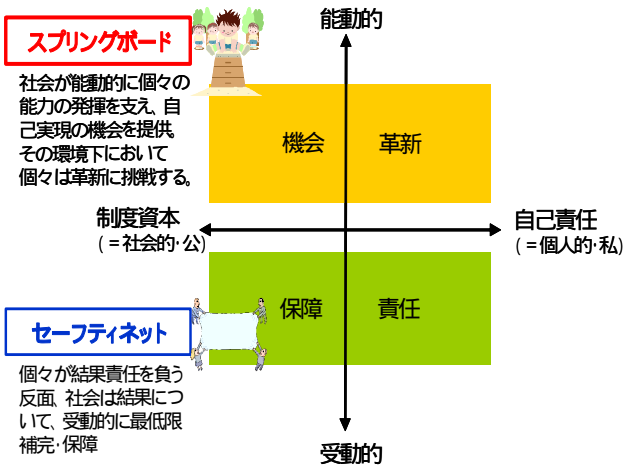 能動的
スプリングボード
社会が能動的に個々の
能力の発揮を支え、自
己実現の機会を提供。
その環境下において
個々は革新に挑戦する。
機会
革新
制度資本
(=社会的・公)
自己責任
(=個人的・私)
保障
責任
セーフティネット
個々が結果責任を負う
反面、社会は結果につ
いて、受動的に最低限
補完・保障
受動的